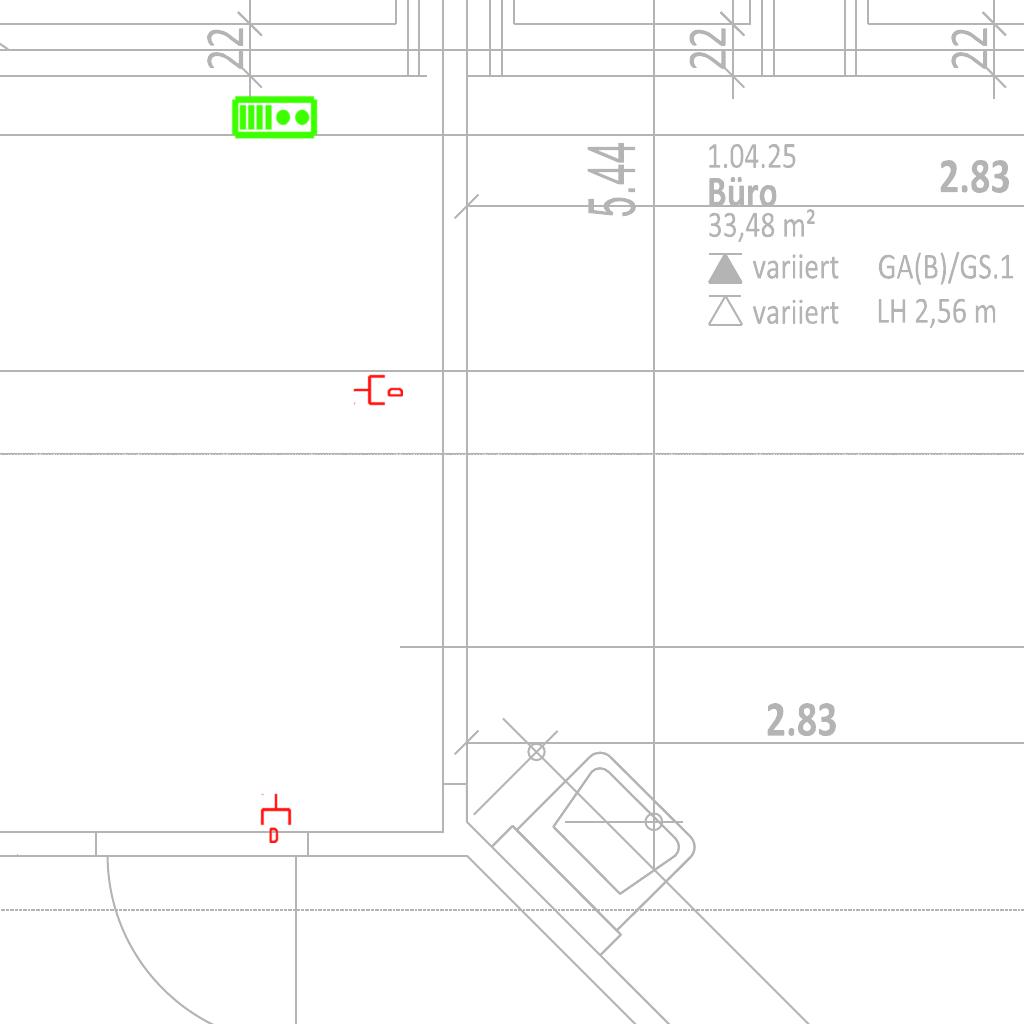 22
22
22
5.44
1.04.25
Büro
33,48 m²
variiert GA(B)/GS.1
variiert LH 2,56 m
2.83
2.83
D
D